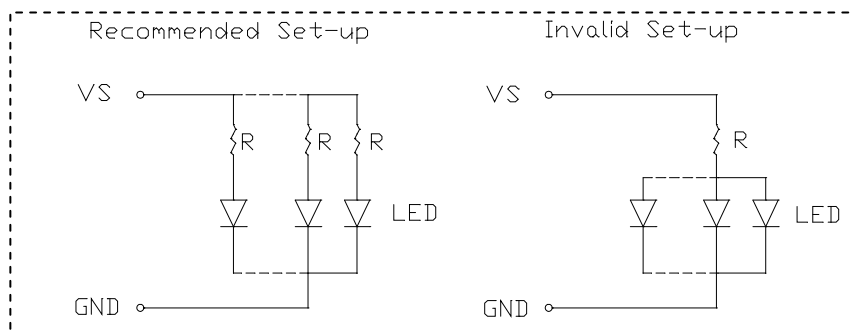 Recommended Set-up
VS
R
R
R
LED
GND
Invalid Set-up
VS
R
LED
GND